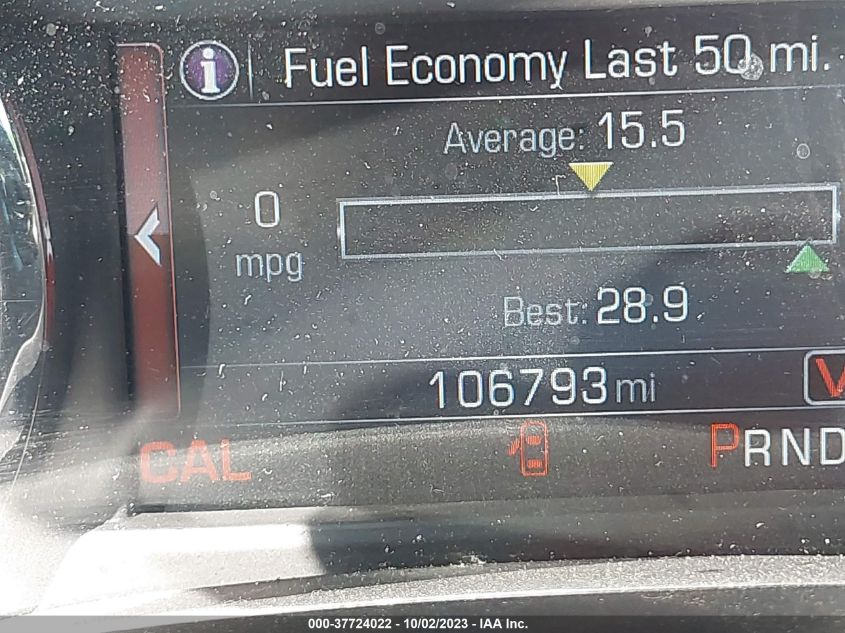 i Fuel Economy Last 50 mi.
Average: 15.5
0
mpg
Best: 28.9
106793 mi
V
CAL PRND
000-37724022 - 10/02/2023 - IAA Inc.